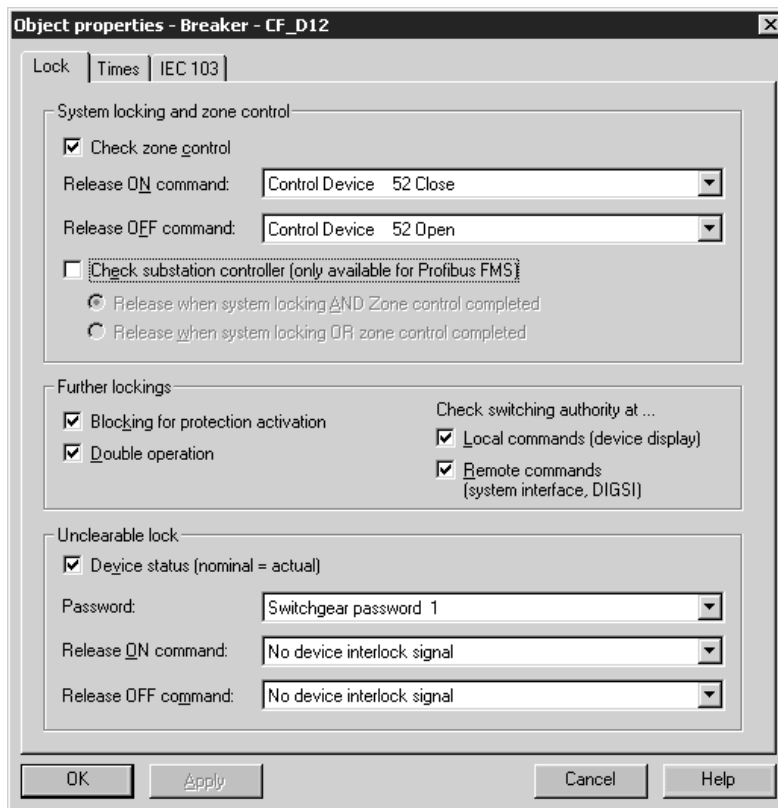 Object properties - Breaker - CF_D12
Lock
Times
IEC 103
System locking and zone control
Check zone control
Release ON command:
Control Device 52 Close
Release OFF command:
Control Device 52 Open
Check substation controller (only available for Profibus FMS)
Release when system locking AND Zone control completed
Release when system locking OR zone control completed
Further lockings
Blocking for protection activation
Double operation
Check switching authority at ...
Local commands (device display)
Remote commands
(system interface, DIGSI)
Unclearable lock
Device status (nominal = actual)
Password:
Switchgear password 1
Release ON command:
No device interlock signal
Release OFF command:
No device interlock signal
OK
Apply
Cancel
Help